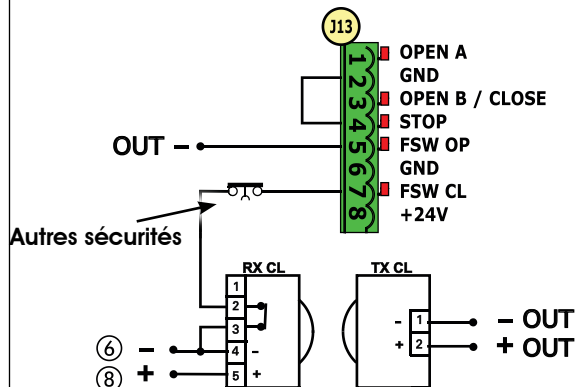 J13
1 OPEN A
2 GND
3 OPEN B / CLOSE
4 STOP
5 FSW OP
6 GND
7 FSW CL
8 +24V
OUT -
Autres sécurités
RX CL
1
2
3
4 -
5 +
6 -
8 +
TX CL
- 1 - OUT
+ 2 + OUT